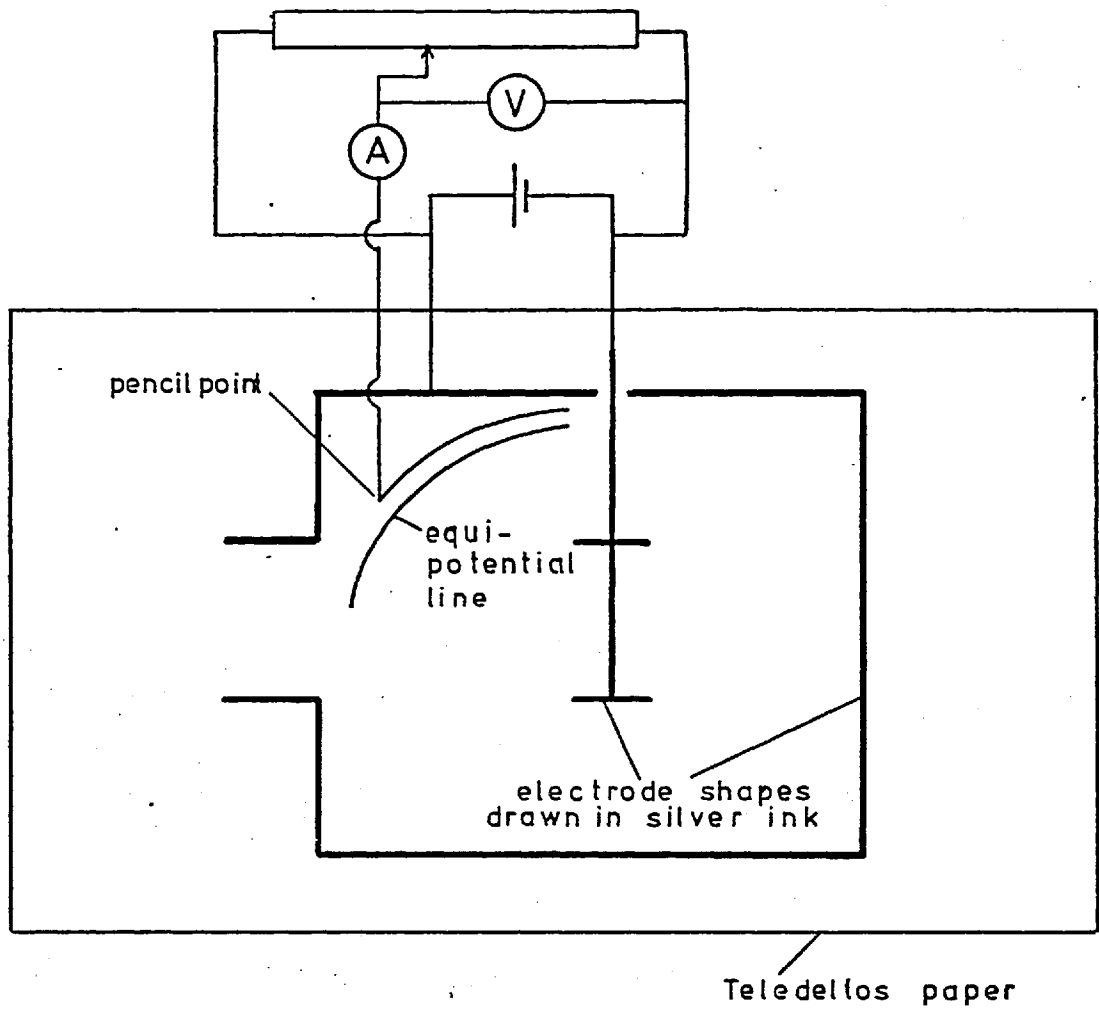 V
A
pencil point
equi-
potential
line
electrode shapes
drawn in silver ink
Teledeltos paper